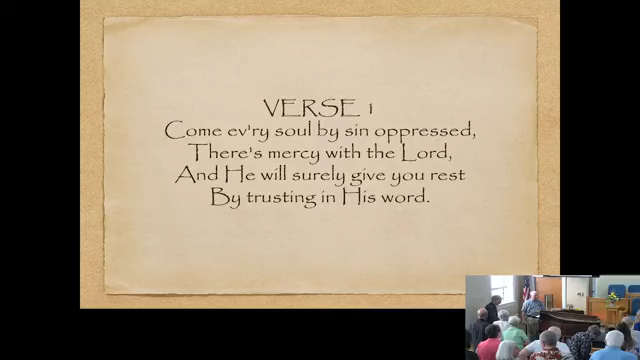 VERSE 1
Come ev'ry soul by sin oppressed,
There's mercy with the Lord,
And He will surely give you rest
By trusting in His word.